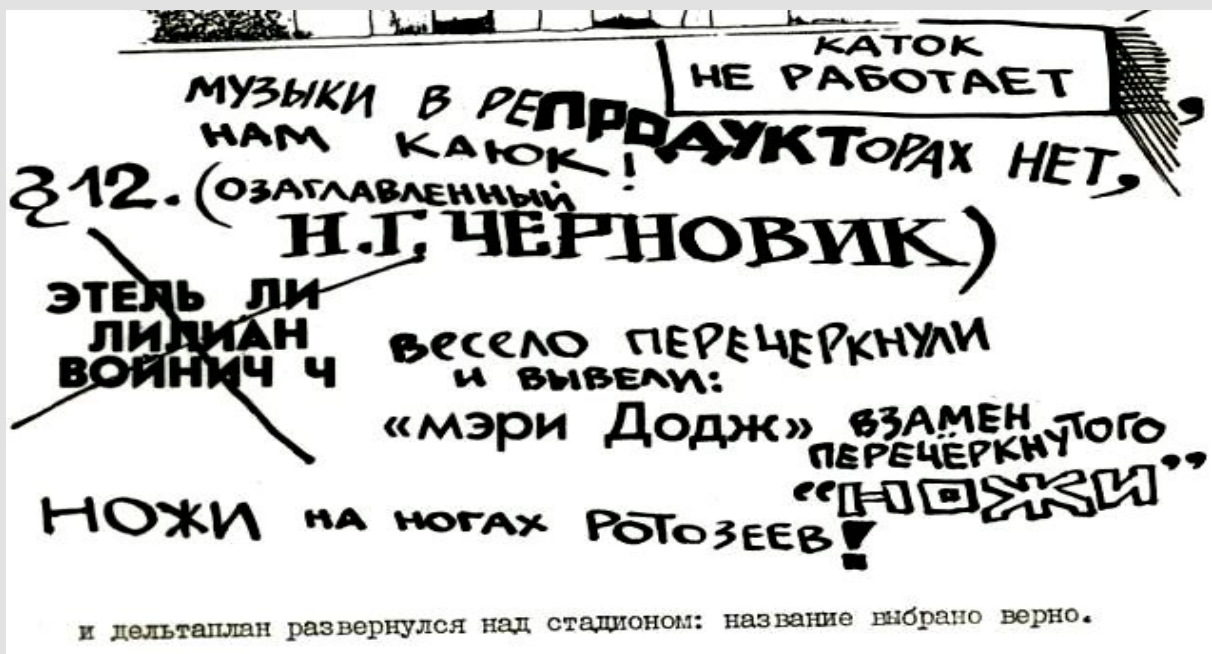 КАТОК
НЕ РАБОТАЕТ
МУЗЫКИ В РЕПРОДУКТОРАХ НЕТ,
НАМ КАЮК!
§12. (ОЗАГЛАВЛЕННЫЙ
Н.Г. ЧЕРНОВИК)
ЭТЕЛЬ ЛИ
ЛИЛИАН
ВОЙНИЧ Ч
ВЕСЕЛО ПЕРЕЧЕРКНУЛИ
И ВЫВЕЛИ:
«мэри Додж» ВЗАМЕН
ПЕРЕЧЁРКНУТОГО
“НОЖИ”
НОЖИ НА НОГАХ РОТОЗЕЕВ!
и дельтаплан развернулся над стадионом: название выбрано верно.